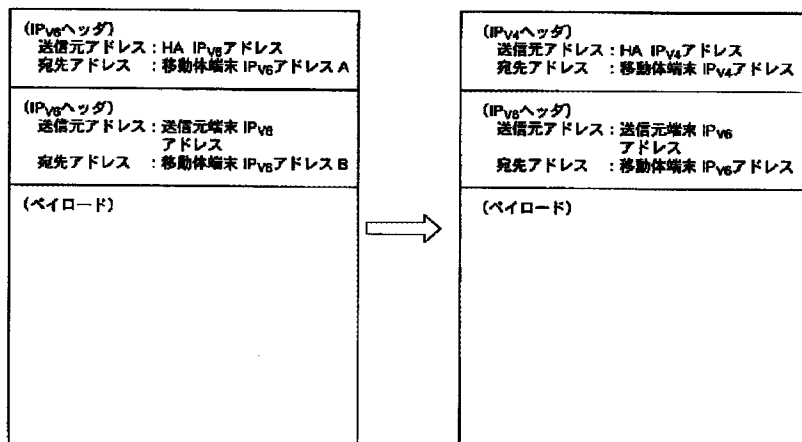 (IPV6ヘッダ)
送信元アドレス：HA IPV6アドレス
宛先アドレス ：移動体端末 IPV6アドレス A
(IPV6ヘッダ)
送信元アドレス：送信元端末 IPV6
アドレス
宛先アドレス ：移動体端末 IPV6アドレス B
(ペイロード)
(IPV4ヘッダ)
送信元アドレス：HA IPV4アドレス
宛先アドレス ：移動体端末 IPV4アドレス
(IPV6ヘッダ)
送信元アドレス：送信元端末 IPV6
アドレス
宛先アドレス ：移動体端末 IPV6アドレス
(ペイロード)